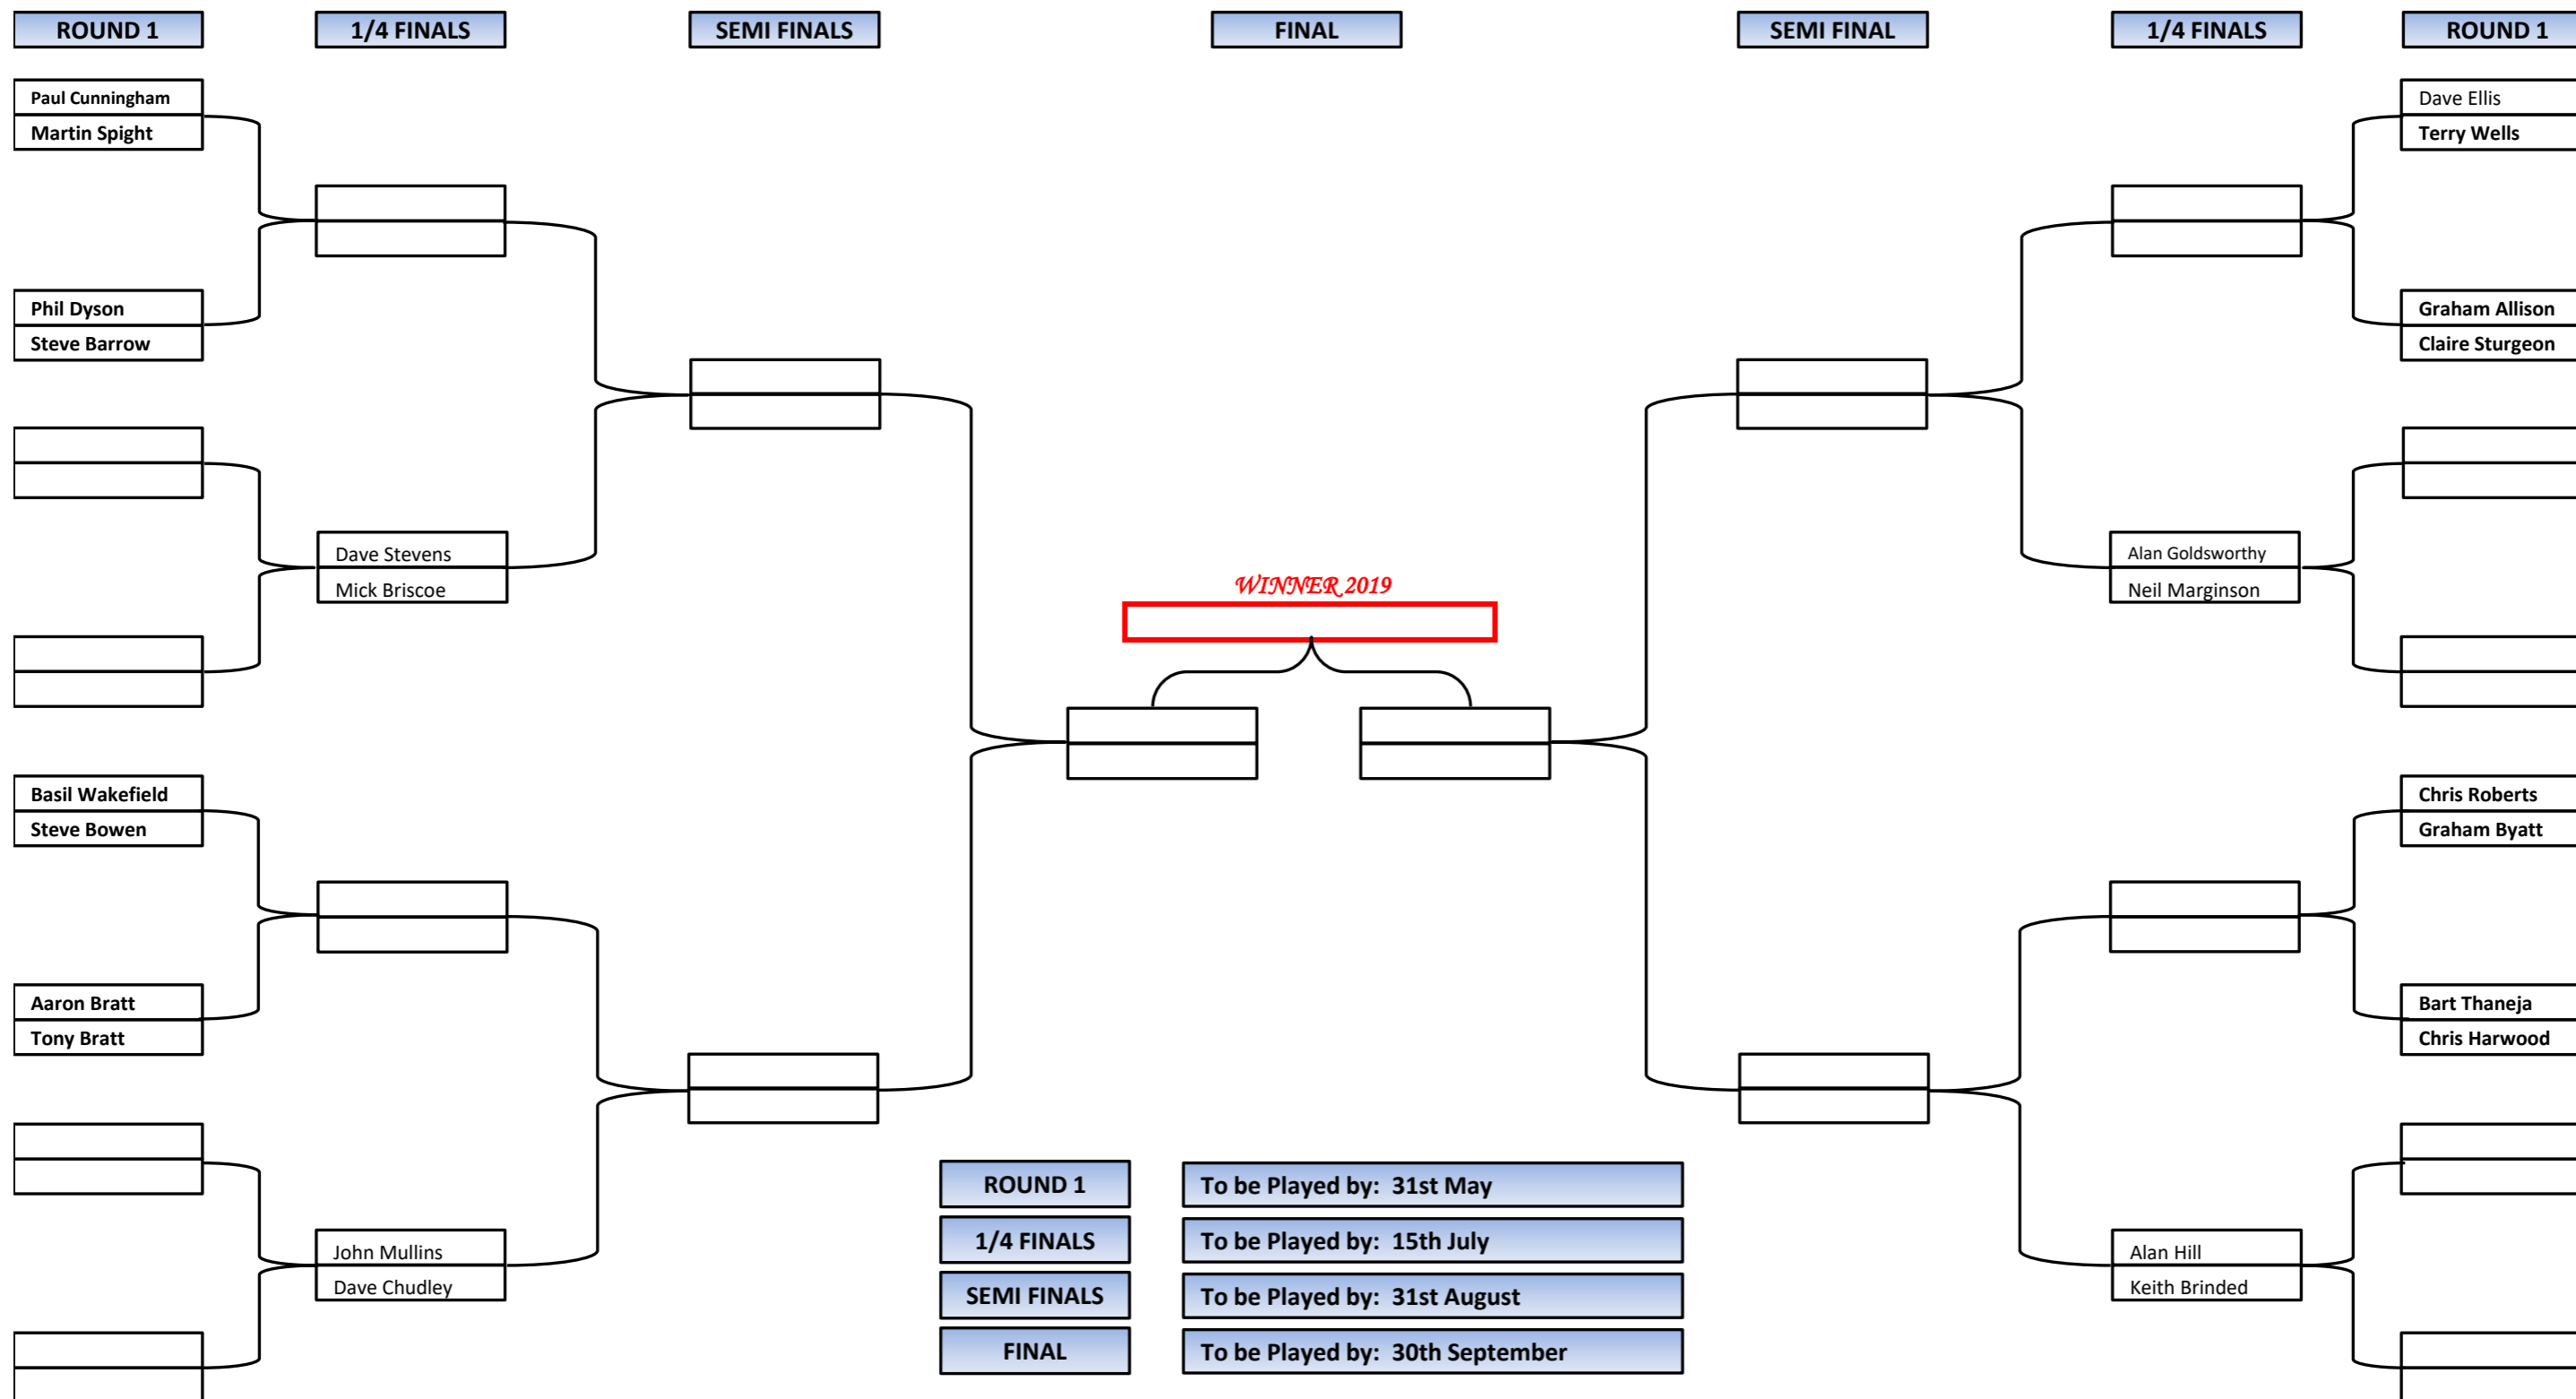 ROUND 1
1/4 FINALS
SEMI FINALS
FINAL
SEMI FINAL
1/4 FINALS
ROUND 1
Paul Cunningham
Martin Spight
Phil Dyson
Steve Barrow
Dave Stevens
Mick Briscoe
Basil Wakefield
Steve Bowen
Aaron Bratt
Tony Bratt
John Mullins
Dave Chudley
WINNER 2019
Dave Ellis
Terry Wells
Graham Allison
Claire Sturgeon
Alan Goldsworthy
Neil Marginson
Chris Roberts
Graham Byatt
Bart Thaneja
Chris Harwood
Alan Hill
Keith Brinded
ROUND 1 To be Played by: 31st May
1/4 FINALS To be Played by: 15th July
SEMI FINALS To be Played by: 31st August
FINAL To be Played by: 30th September